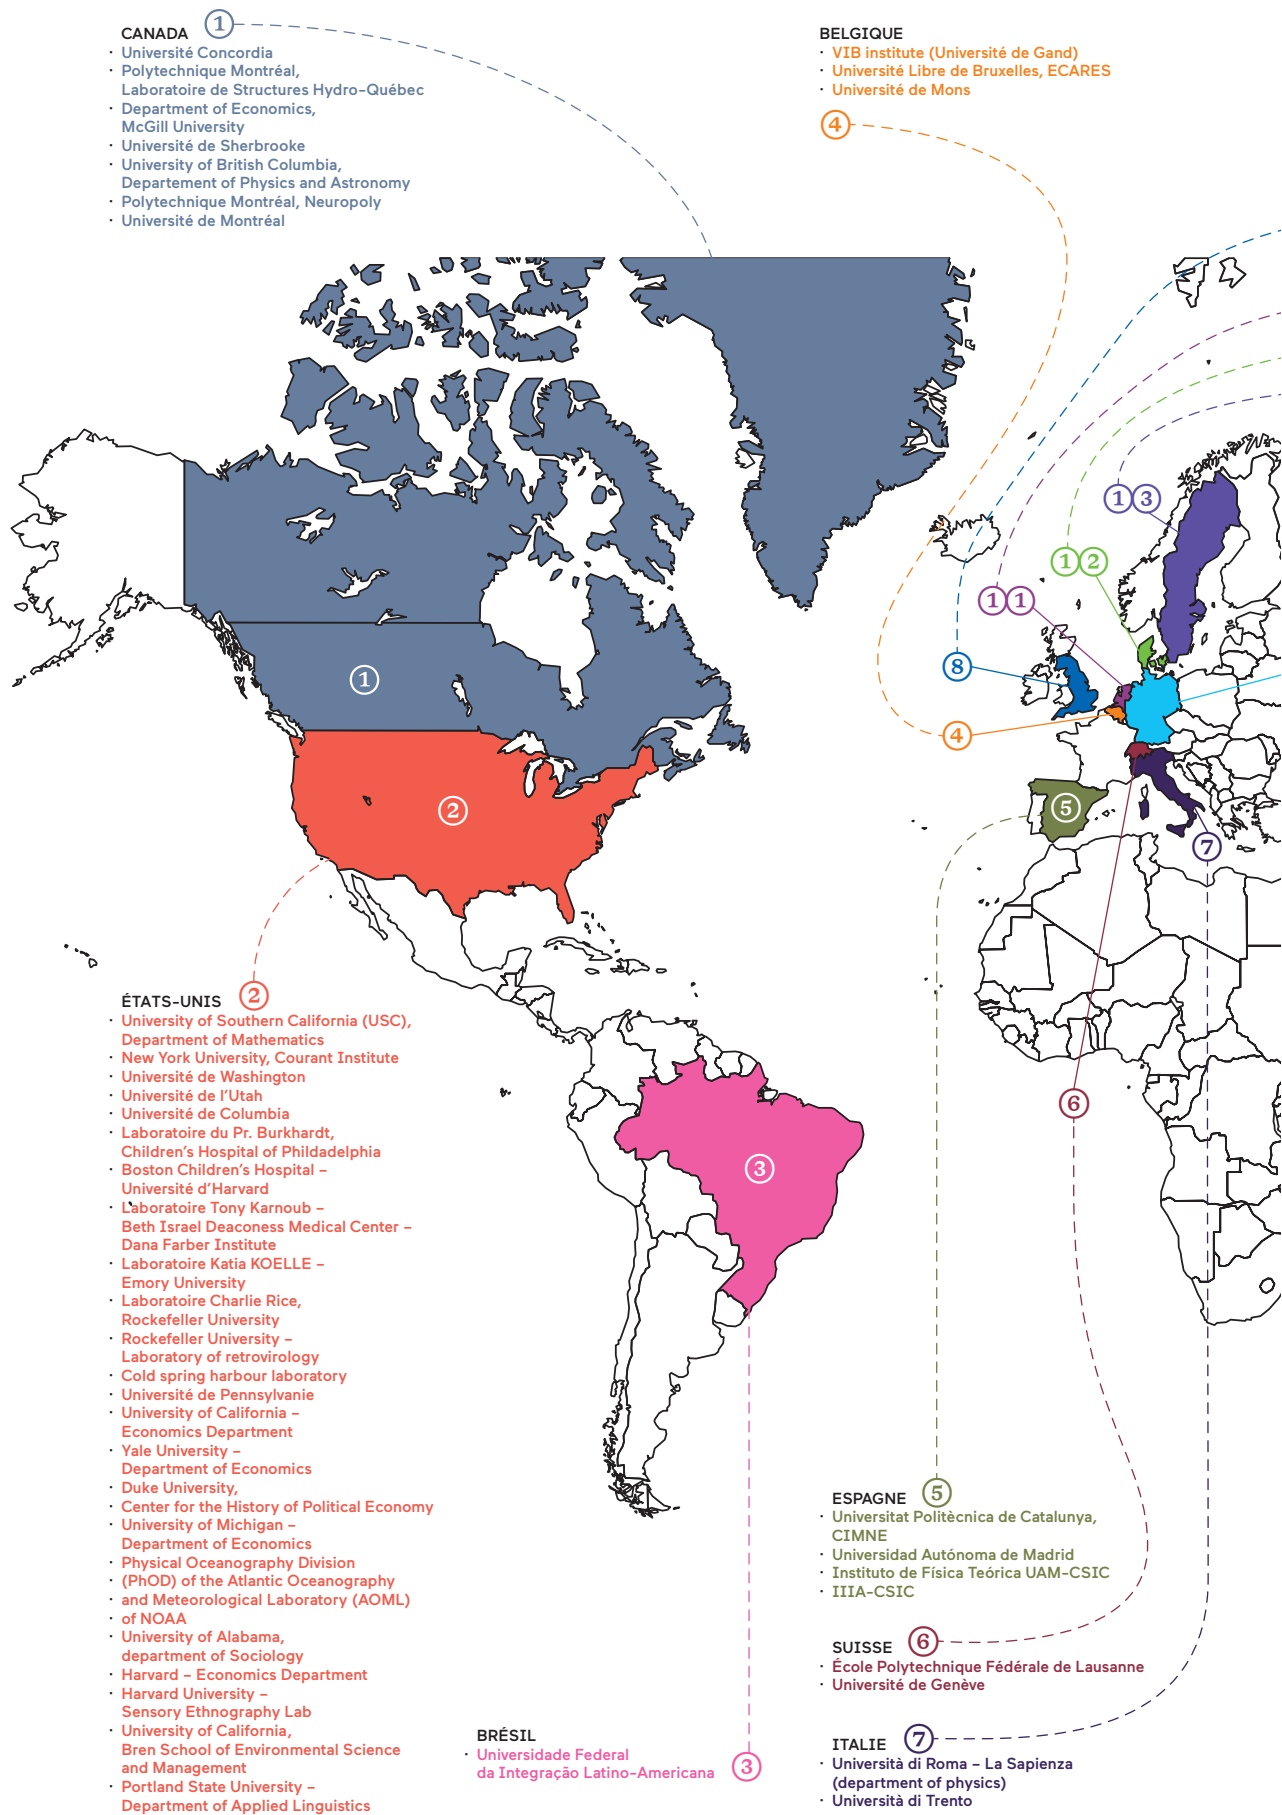 CANADA 1
· Université Concordia
· Polytechnique Montréal,
Laboratoire de Structures Hydro-Québec
· Department of Economics,
McGill University
· Université de Sherbrooke
· University of British Columbia,
Departement of Physics and Astronomy
· Polytechnique Montréal, Neuropoly
· Université de Montréal
BELGIQUE
· VIB institute (Université de Gand)
· Université Libre de Bruxelles, ECARES
· Université de Mons
4
13
12
11
8
1
4
2
5
7
6
3
ÉTATS-UNIS 2
· University of Southern California (USC),
Department of Mathematics
· New York University, Courant Institute
· Université de Washington
· Université de l’Utah
· Université de Columbia
· Laboratoire du Pr. Burkhardt,
Children’s Hospital of Phildadelphia
· Boston Children’s Hospital –
Université d’Harvard
· Laboratoire Tony Karnoub –
Beth Israel Deaconess Medical Center –
Dana Farber Institute
· Laboratoire Katia KOELLE –
Emory University
· Laboratoire Charlie Rice,
Rockefeller University
· Rockefeller University –
Laboratory of retrovirology
· Cold spring harbour laboratory
· Université de Pennsylvanie
· University of California –
Economics Department
· Yale University –
Department of Economics
· Duke University,
· Center for the History of Political Economy
· University of Michigan –
Department of Economics
· Physical Oceanography Division
· (PhOD) of the Atlantic Oceanography
· and Meteorological Laboratory (AOML)
· of NOAA
· University of Alabama,
department of Sociology
· Harvard – Economics Department
· Harvard University –
Sensory Ethnography Lab
· University of California,
Bren School of Environmental Science
and Management
· Portland State University –
Department of Applied Linguistics
BRÉSIL
· Universidade Federal
da Integração Latino-Americana 3
ESPAGNE 5
· Universitat Politècnica de Catalunya,
CIMNE
· Universidad Autónoma de Madrid
· Instituto de Física Teórica UAM-CSIC
· IIIA-CSIC
SUISSE 6
· École Polytechnique Fédérale de Lausanne
· Université de Genève
ITALIE 7
· Università di Roma – La Sapienza
(department of physics)
· Università di Trento